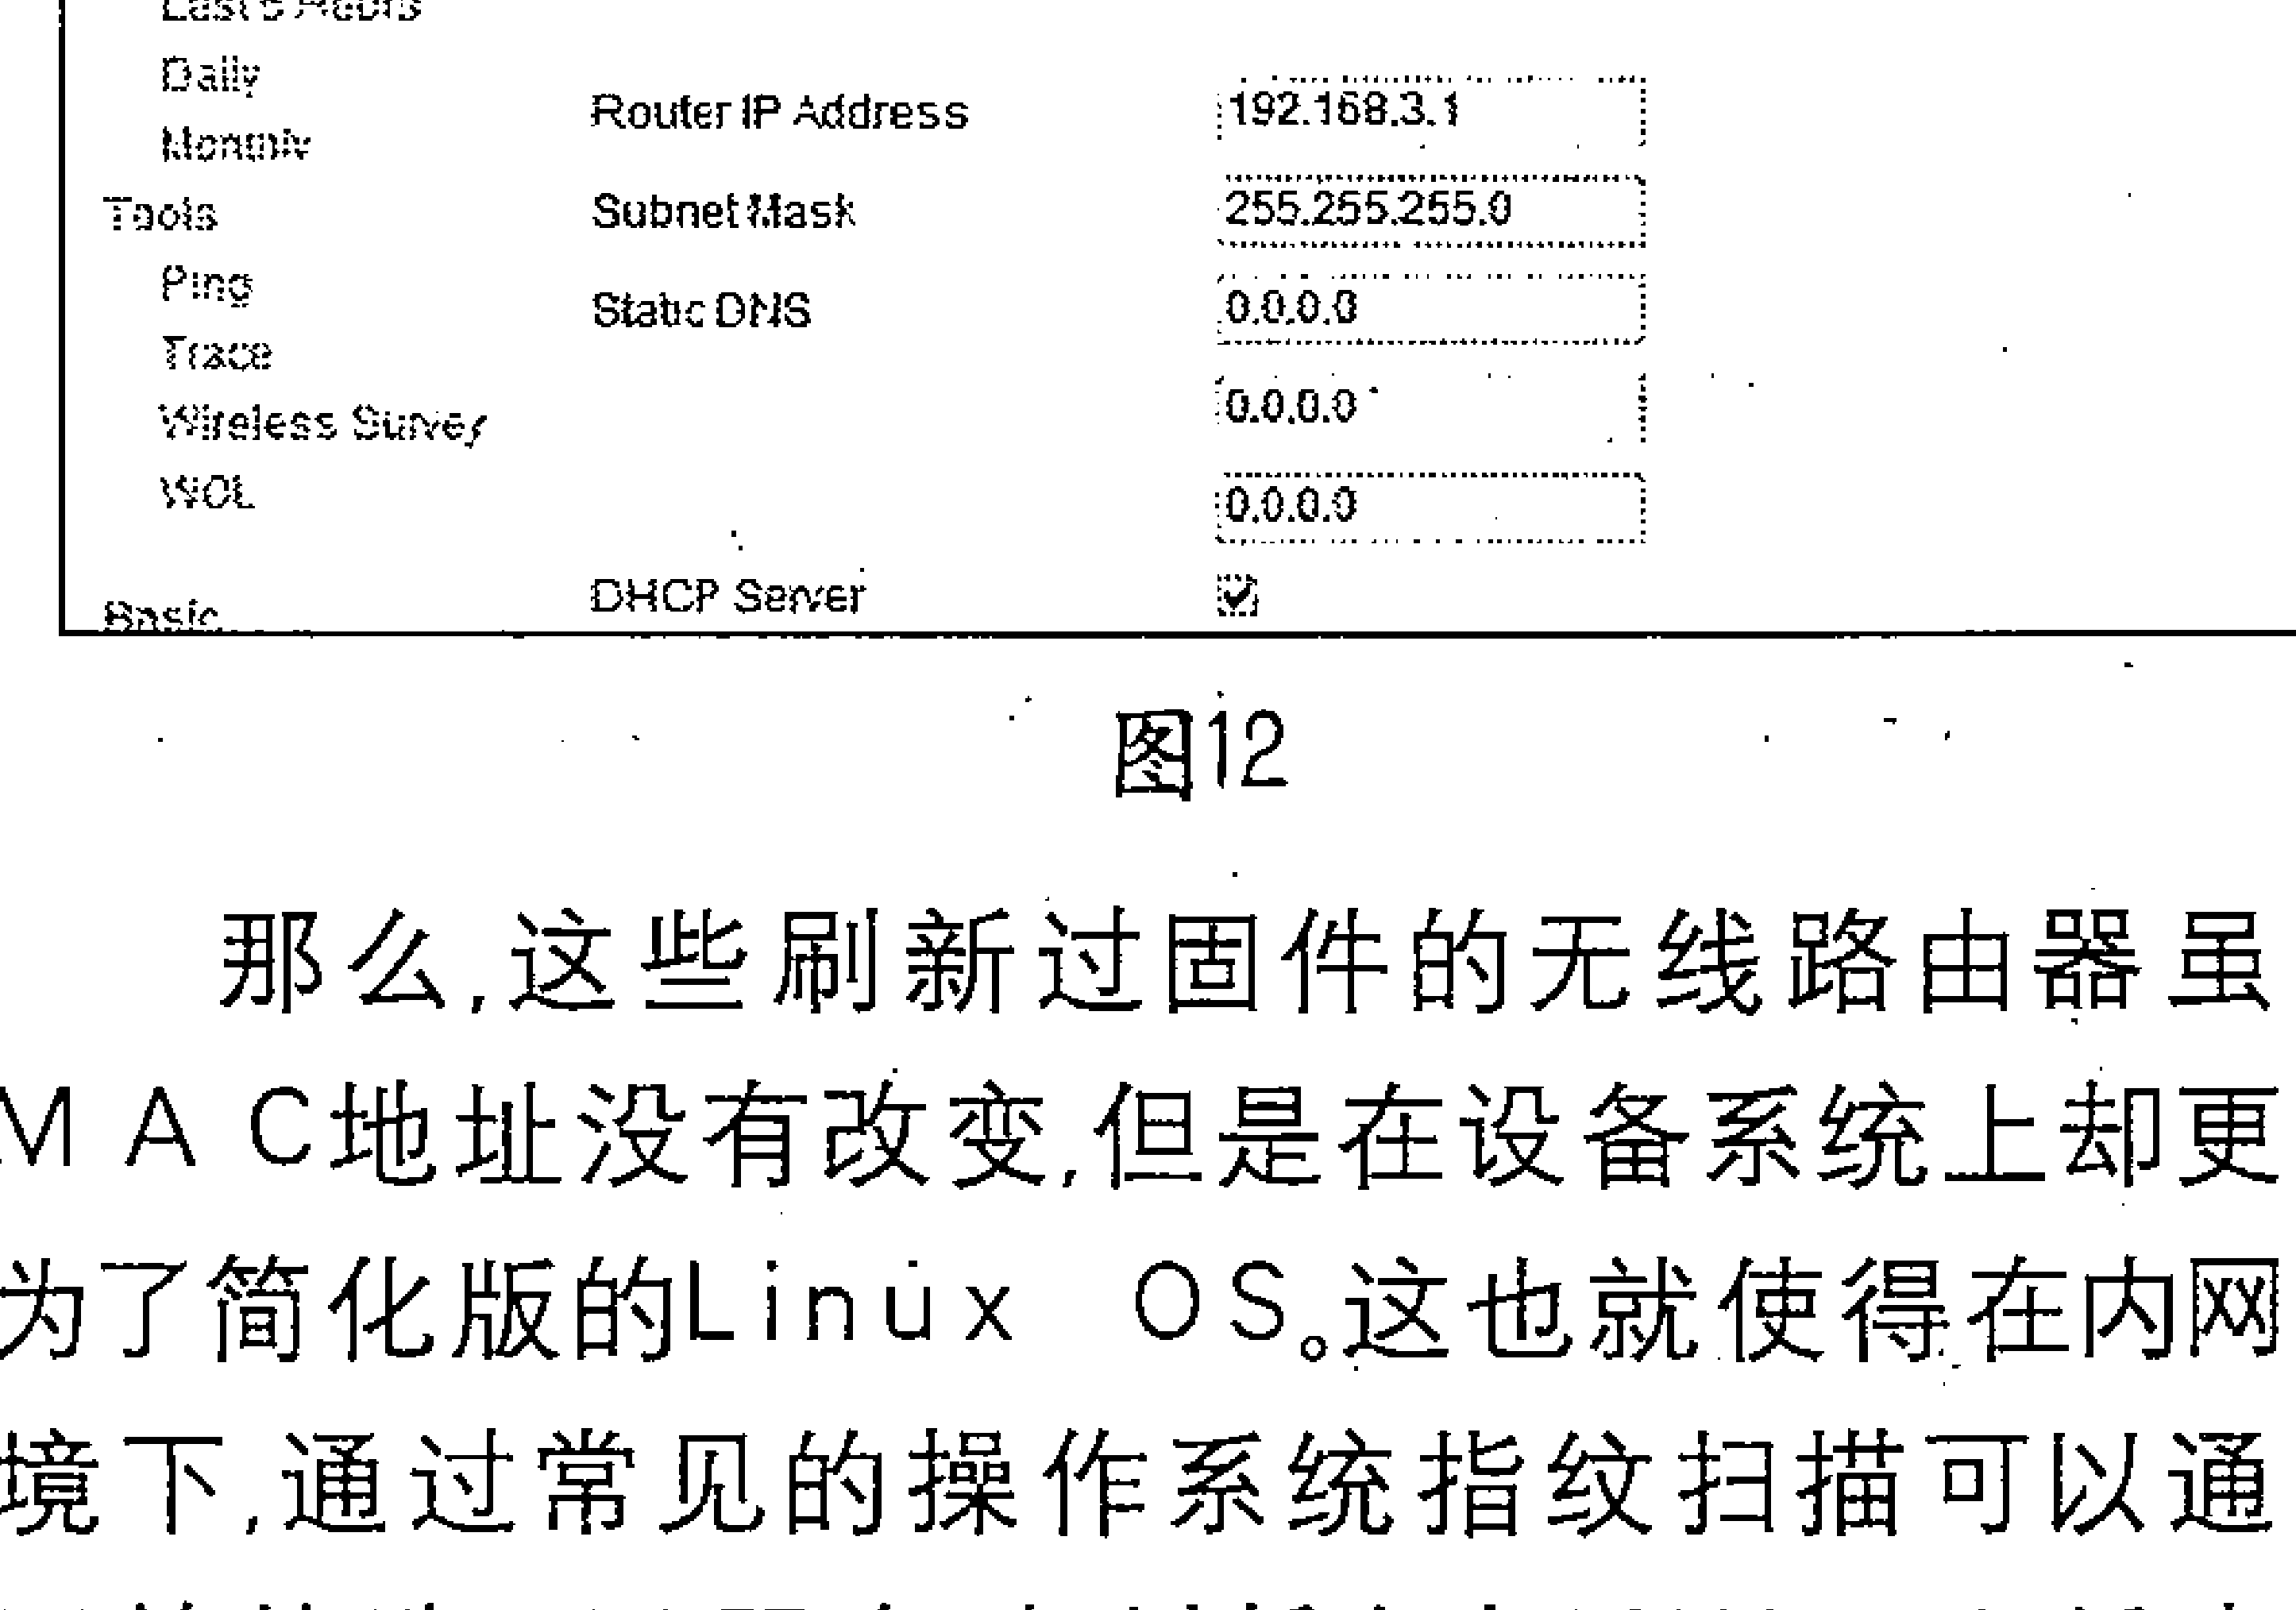 Daily
Router IP Address 192.168.3.1
Monthly
Subnet Mask 255.255.255.0
Tools
Ping
Static DNS 0.0.0.0
Trace
Wireless Survey 0.0.0.0
WOL 0.0.0.0
DHCP Server
Basic
图12
那么,这些刷新过固件的无线路由器虽
MAC地址没有改变,但是在设备系统上却更
为了简化版的Linux OS。这也就使得在内网
境下,通过常见的操作系统指纹扫描可以通